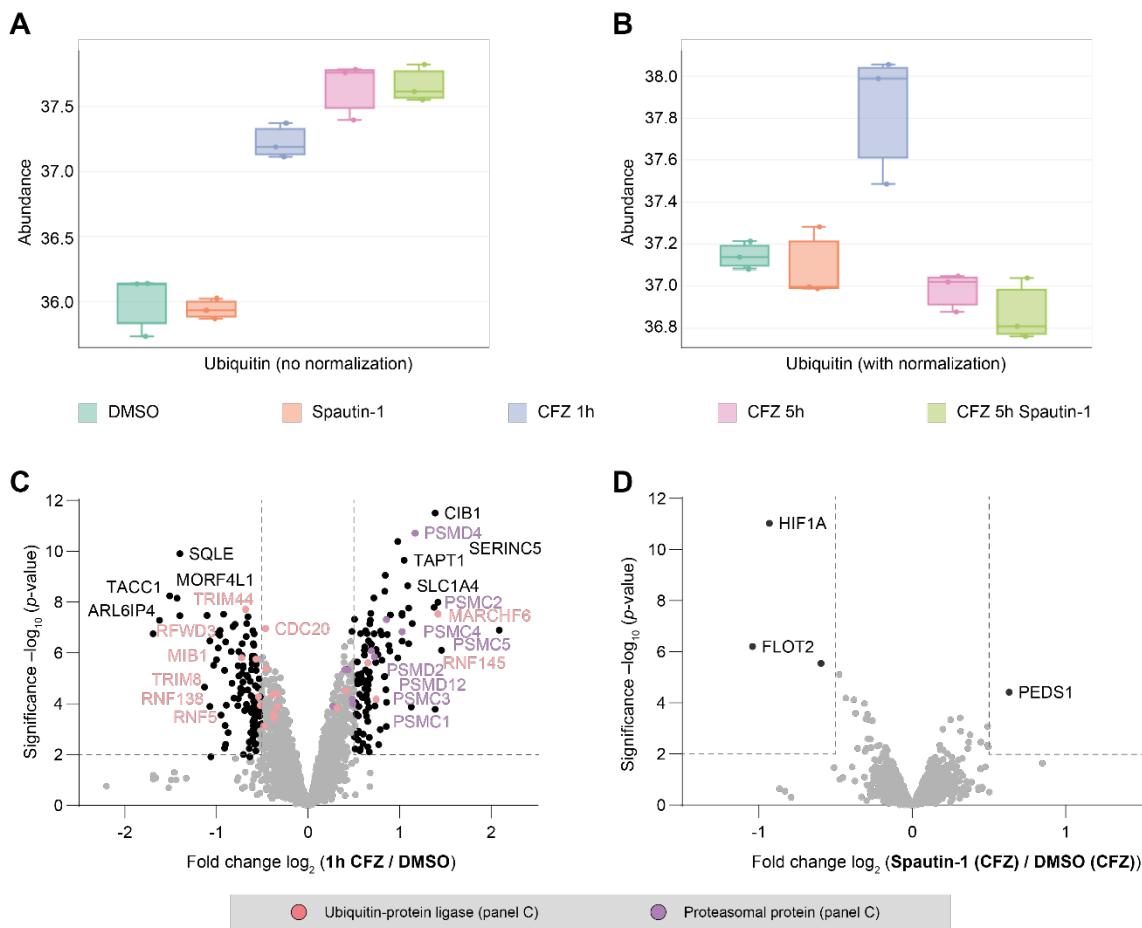 A
B
Abundance
37.5
37.0
36.5
36.0
Ubiquitin (no normalization)
Abundance
38.0
37.8
37.6
37.4
37.2
37.0
36.8
Ubiquitin (with normalization)
DMSO
Spautin-1
CFZ 1h
CFZ 5h
CFZ 5h Spautin-1
C
Significance –log10 (p-value)
12
10
8
6
4
2
0
-2
-1
0
1
2
CIB1
PSMD4
SERINC5
SQLE
TAPT1
TACC1
MORF4L1
SLC1A4
ARL6IP4
TRIM44
PSMC2
MARCHF6
RFWD3
CDC20
PSMC4
PSMC5
MIB1
RNF145
TRIM8
PSMD2
RNF138
PSMD12
PSMC3
RNF5
PSMC1
Fold change log2 (1h CFZ / DMSO)
D
Significance –log10 (p-value)
12
10
8
6
4
2
0
-1
0
1
HIF1A
FLOT2
PEDS1
Fold change log2 (Spautin-1 (CFZ) / DMSO (CFZ))
Ubiquitin-protein ligase (panel C)
Proteasomal protein (panel C)